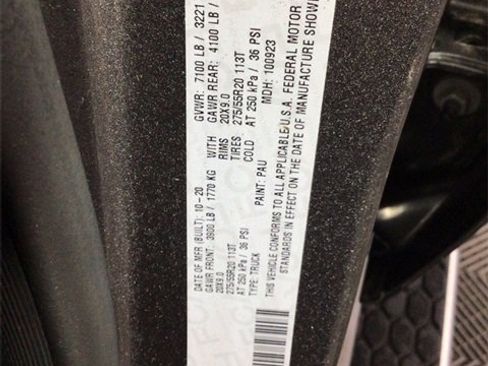 DATE OF MFR (BUILT): 10-20 GVWR: 7100 LB / 3221
GAWR FRONT: 3900 LB / 1770 KG WITH GAWR REAR: 4100 LB /
20X9.0 RIMS 20X9.0
275/55R20 113T TIRES 275/55R20 113T
AT 250 kPa / 36 PSI COLD AT 250 kPa / 36 PSI
TYPE: TRUCK PAINT: PAU MDH: 100923
THIS VEHICLE CONFORMS TO ALL APPLICABLE U.S.A. FEDERAL MOTOR
STANDARDS IN EFFECT ON THE DATE OF MANUFACTURE SHOWN